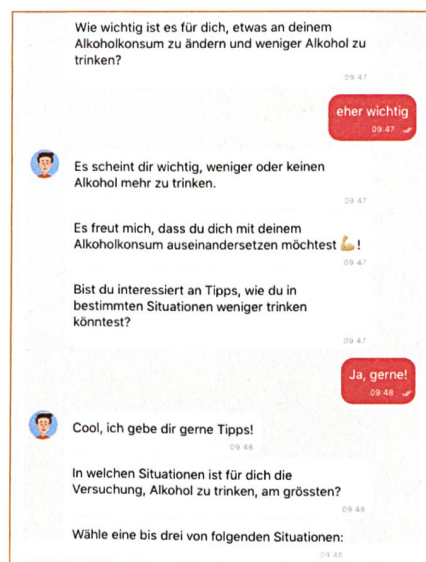 Wie wichtig ist es für dich, etwas an deinem
Alkoholkonsum zu ändern und weniger Alkohol zu
trinken?
09:47
eher wichtig
09:47
Es scheint dir wichtig, weniger oder keinen
Alkohol mehr zu trinken.
09:47
Es freut mich, dass du dich mit deinem
Alkoholkonsum auseinandersetzen möchtest 💪!
09:47
Bist du interessiert an Tipps, wie du in
bestimmten Situationen weniger trinken
könntest?
09:47
Ja, gerne!
09:48
Cool, ich gebe dir gerne Tipps!
09:48
In welchen Situationen ist für dich die
Versuchung, Alkohol zu trinken, am grössten?
09:48
Wähle eine bis drei von folgenden Situationen:
09:48